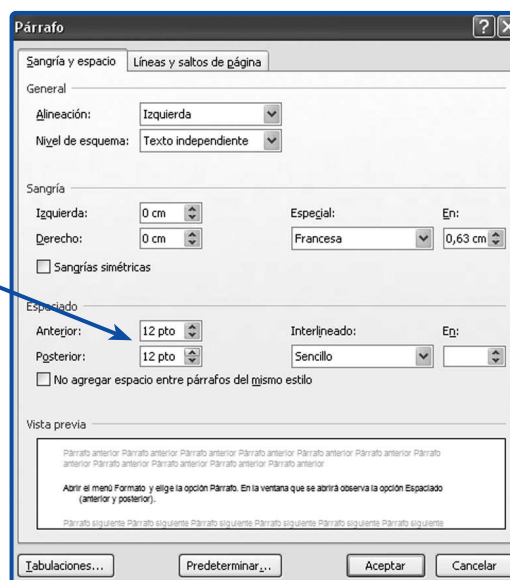 Párrafo
Sangría y espacio Líneas y saltos de página
General
Alineación: Izquierda
Nivel de esquema: Texto independiente
Sangría
Izquierda: 0 cm Especial: En:
Derecho: 0 cm Francesa 0,63 cm
Sangrías simétricas
Espaciado
Anterior: 12 pto Interlineado: En:
Posterior: 12 pto Sencillo
No agregar espacio entre párrafos del mismo estilo
Vista previa
Párrafo anterior Párrafo anterior Párrafo anterior Párrafo anterior Párrafo anterior Párrafo anterior Párrafo
anterior Párrafo anterior Párrafo anterior Párrafo anterior Párrafo anterior
Abrir el menú Formato y elige la opción Párrafo. En la ventana que se abrirá observa la opción Espaciado
(anterior y posterior).
Párrafo siguiente Párrafo siguiente Párrafo siguiente Párrafo siguiente Párrafo siguiente Párrafo siguiente
Tabulaciones... Predeterminar... Aceptar Cancelar